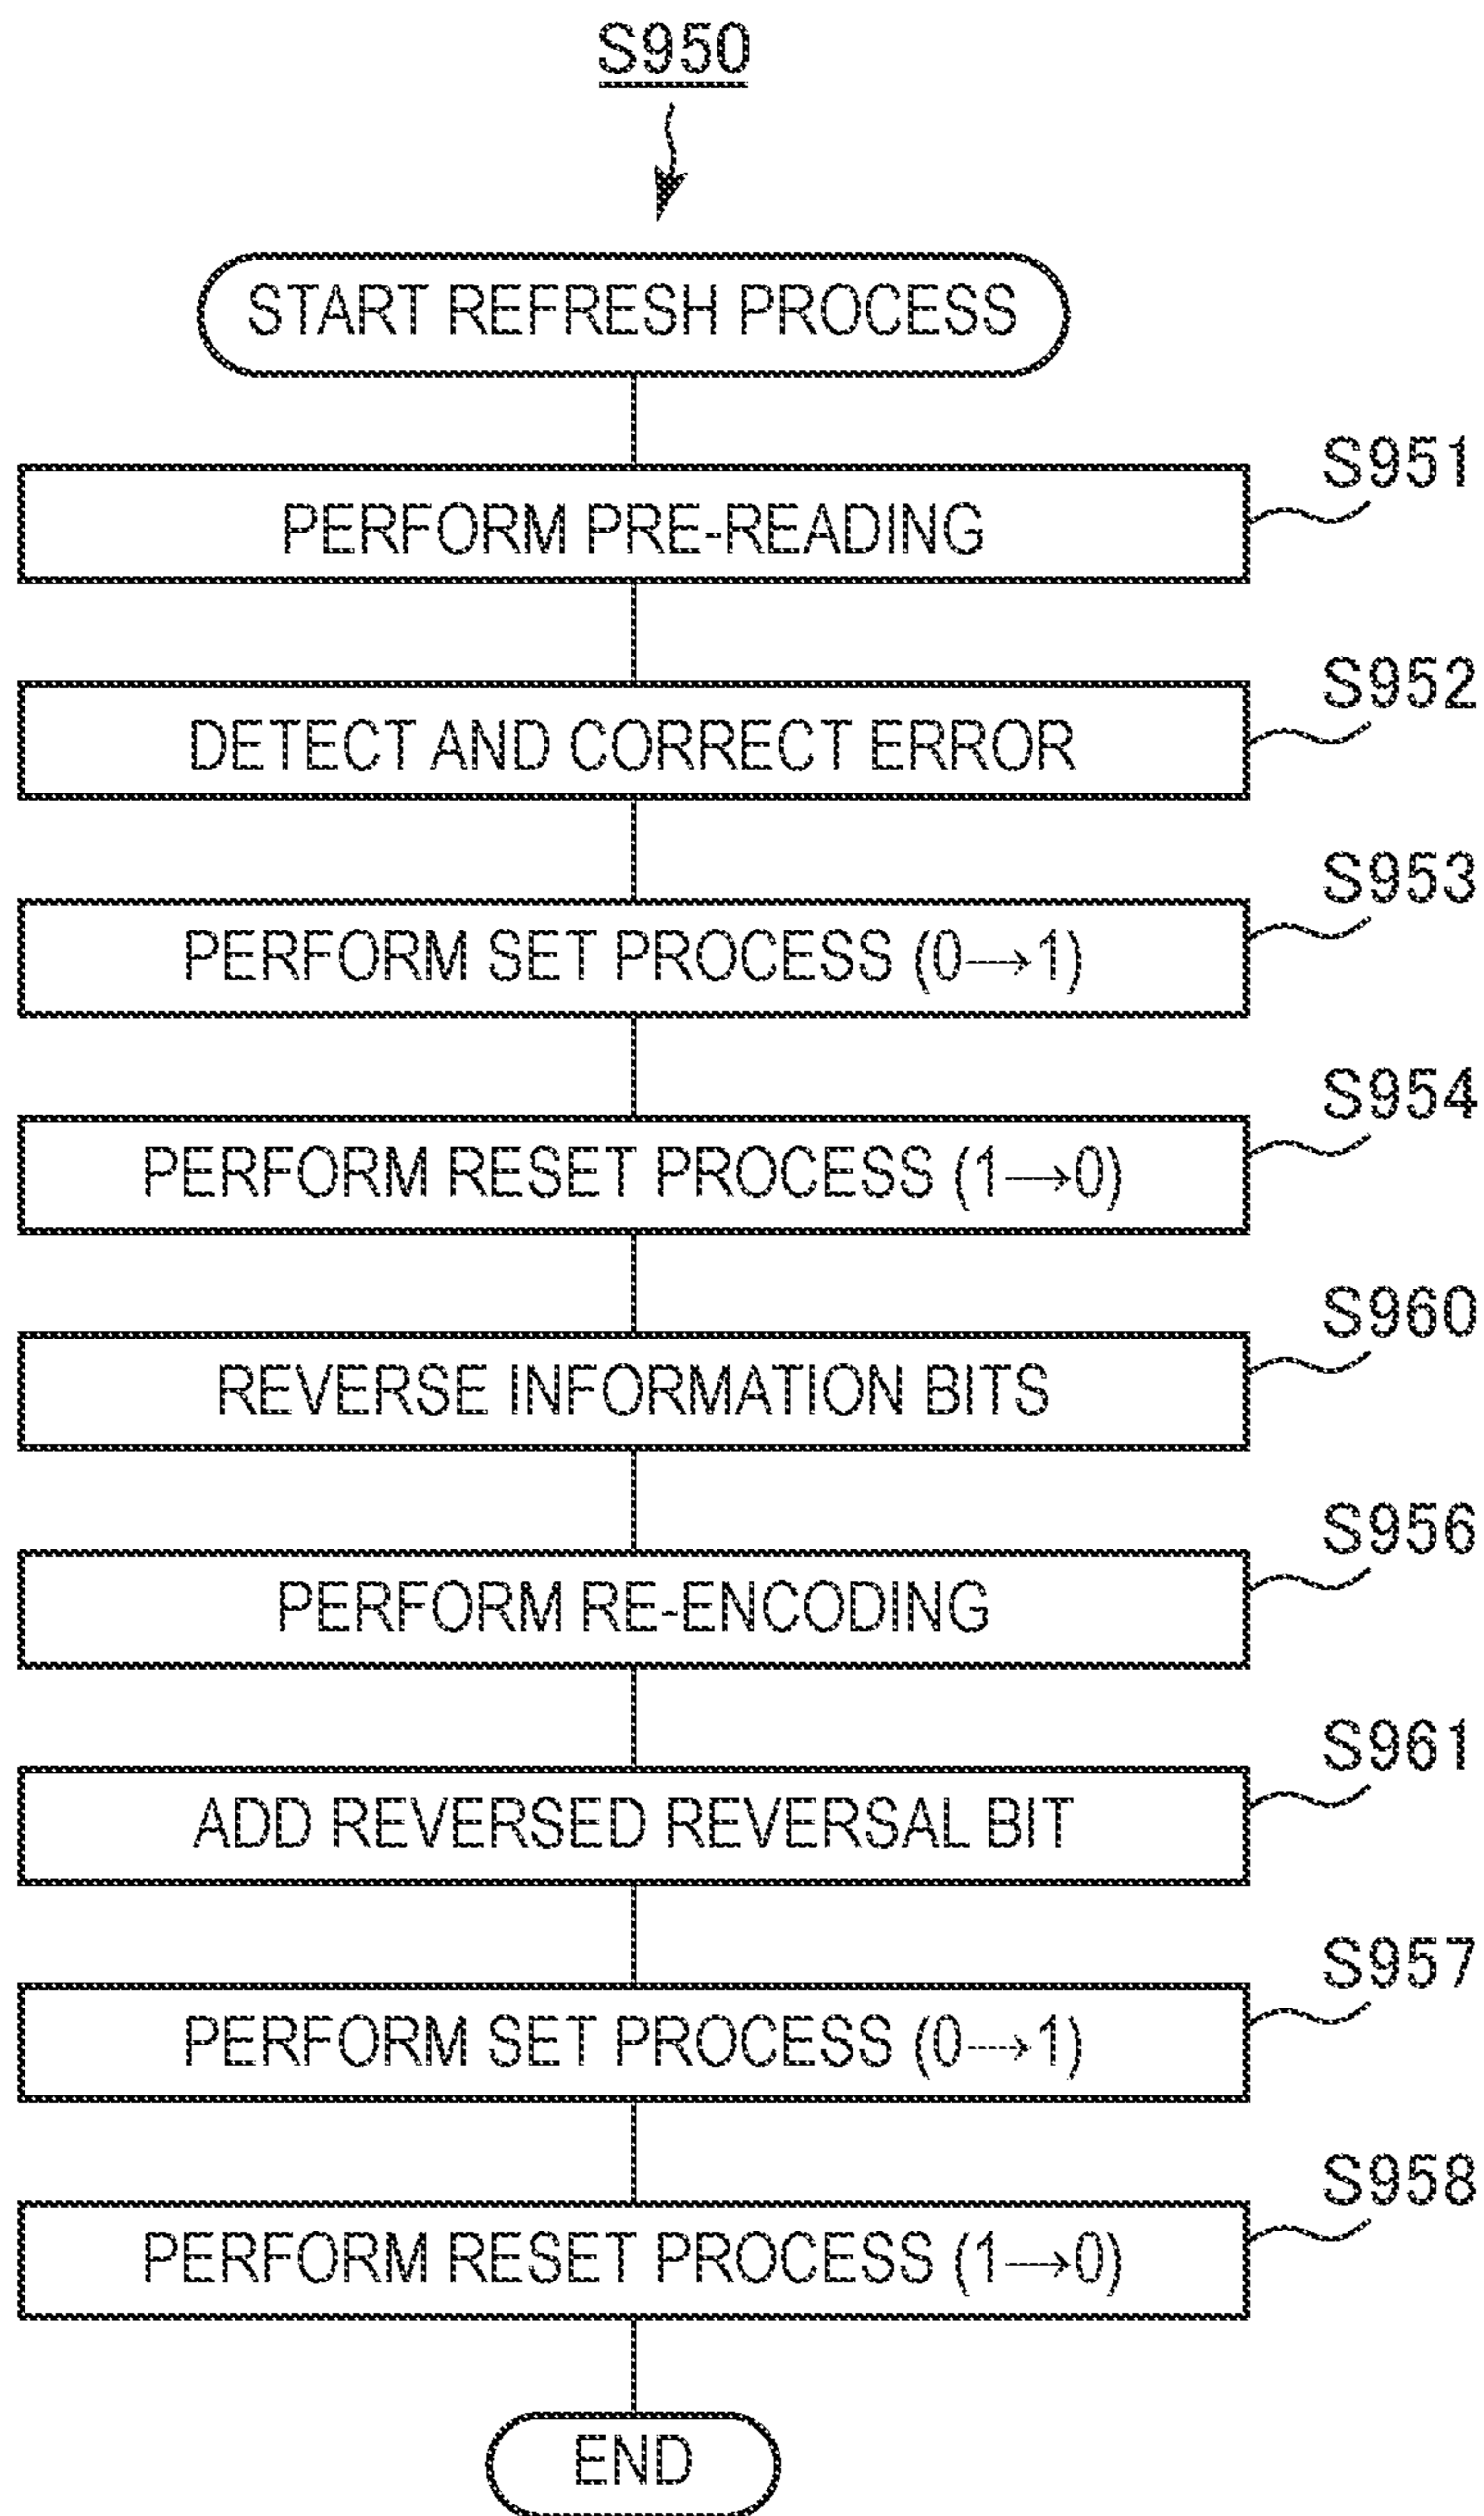 S950
START REFRESH PROCESS
S951
PERFORM PRE-READING
S952
DETECT AND CORRECT ERROR
S953
PERFORM SET PROCESS (0→1)
S954
PERFORM RESET PROCESS (1→0)
S960
REVERSE INFORMATION BITS
S956
PERFORM RE-ENCODING
S961
ADD REVERSED REVERSAL BIT
S957
PERFORM SET PROCESS (0→1)
S958
PERFORM RESET PROCESS (1→0)
END